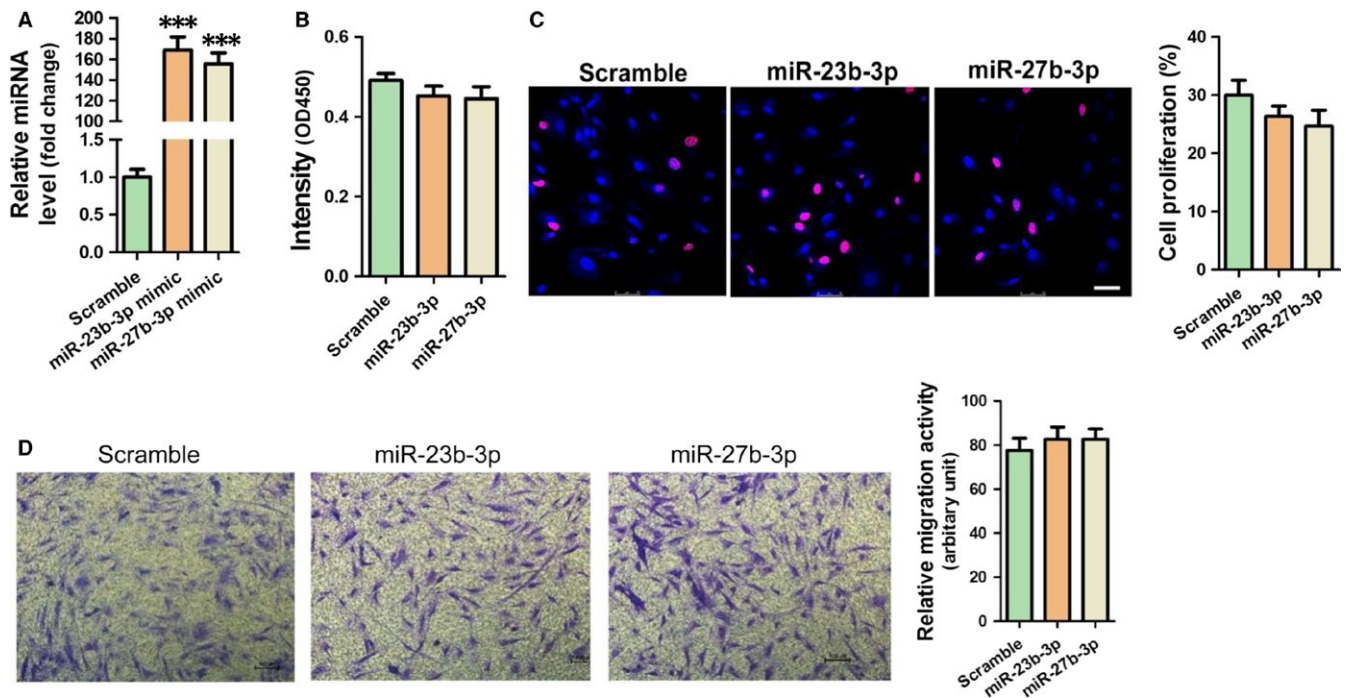 A
Relative miRNA
level (fold change)
200
180
160
140
120
100
1.5
1.0
0.5
0.0
***
***
Scramble
miR-23b-3p mimic
miR-27b-3p mimic
B
Intensity (OD450)
0.6
0.4
0.2
0.0
Scramble
miR-23b-3p
miR-27b-3p
C
Scramble
miR-23b-3p
miR-27b-3p
Cell proliferation (%)
40
30
20
10
0
Scramble
miR-23b-3p
miR-27b-3p
D
Scramble
miR-23b-3p
miR-27b-3p
Relative migration activity
(arbitary unit)
100
80
60
40
20
0
Scramble
miR-23b-3p
miR-27b-3p